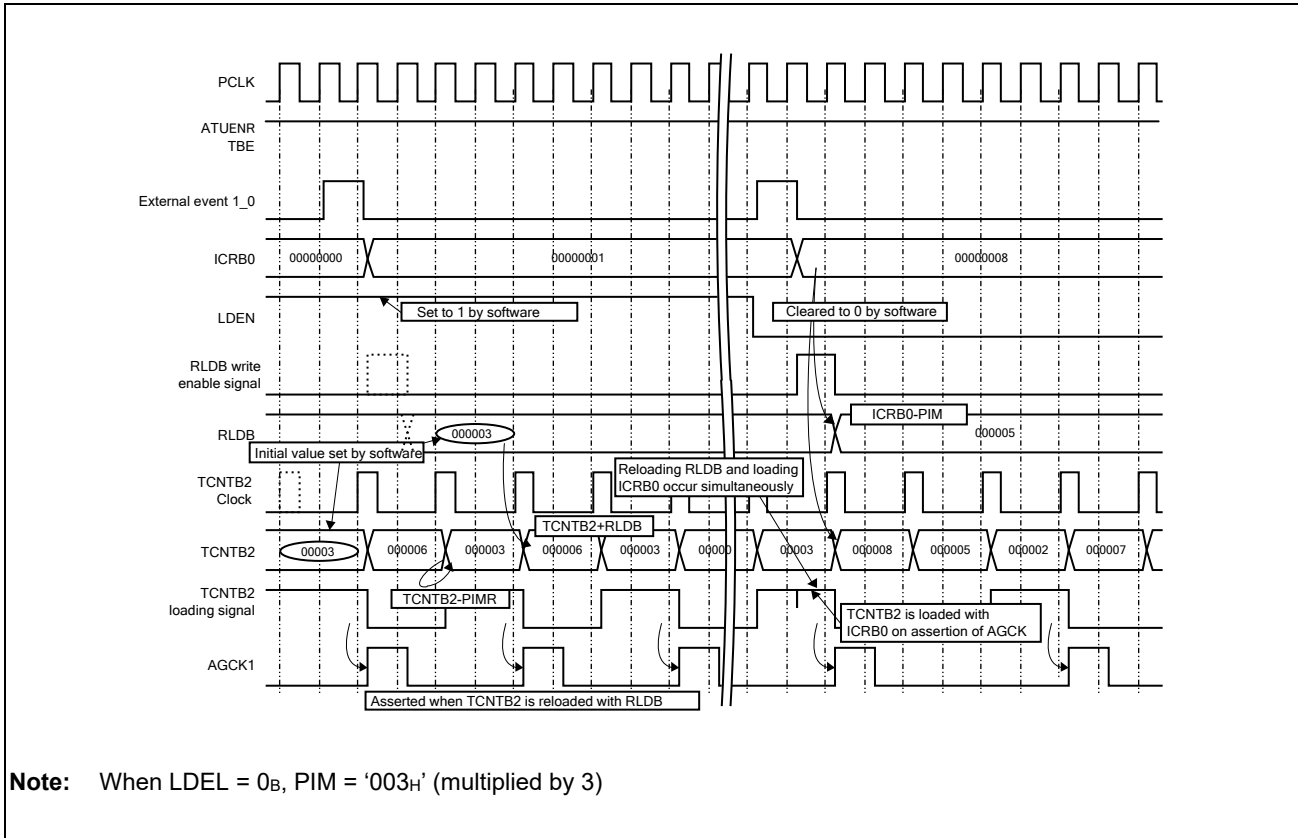 PCLK
ATUENR
TBE
External event 1_0
ICRB0
00000000
00000001
00000008
LDEN
Set to 1 by software
Cleared to 0 by software
RLDB write
enable signal
ICRB0-PIM
RLDB
000003
000005
Initial value set by software
Reloading RLDB and loading
ICRB0 occur simultaneously
TCNTB2
Clock
TCNTB2+RLDB
TCNTB2
00003
000006
000003
000006
000003
00000
00003
000008
000005
000002
000007
TCNTB2
loading signal
TCNTB2-PIMR
TCNTB2 is loaded with
ICRB0 on assertion of AGCK
AGCK1
Asserted when TCNTB2 is reloaded with RLDB
Note: When LDEL = 0B, PIM = ‘003H’ (multiplied by 3)